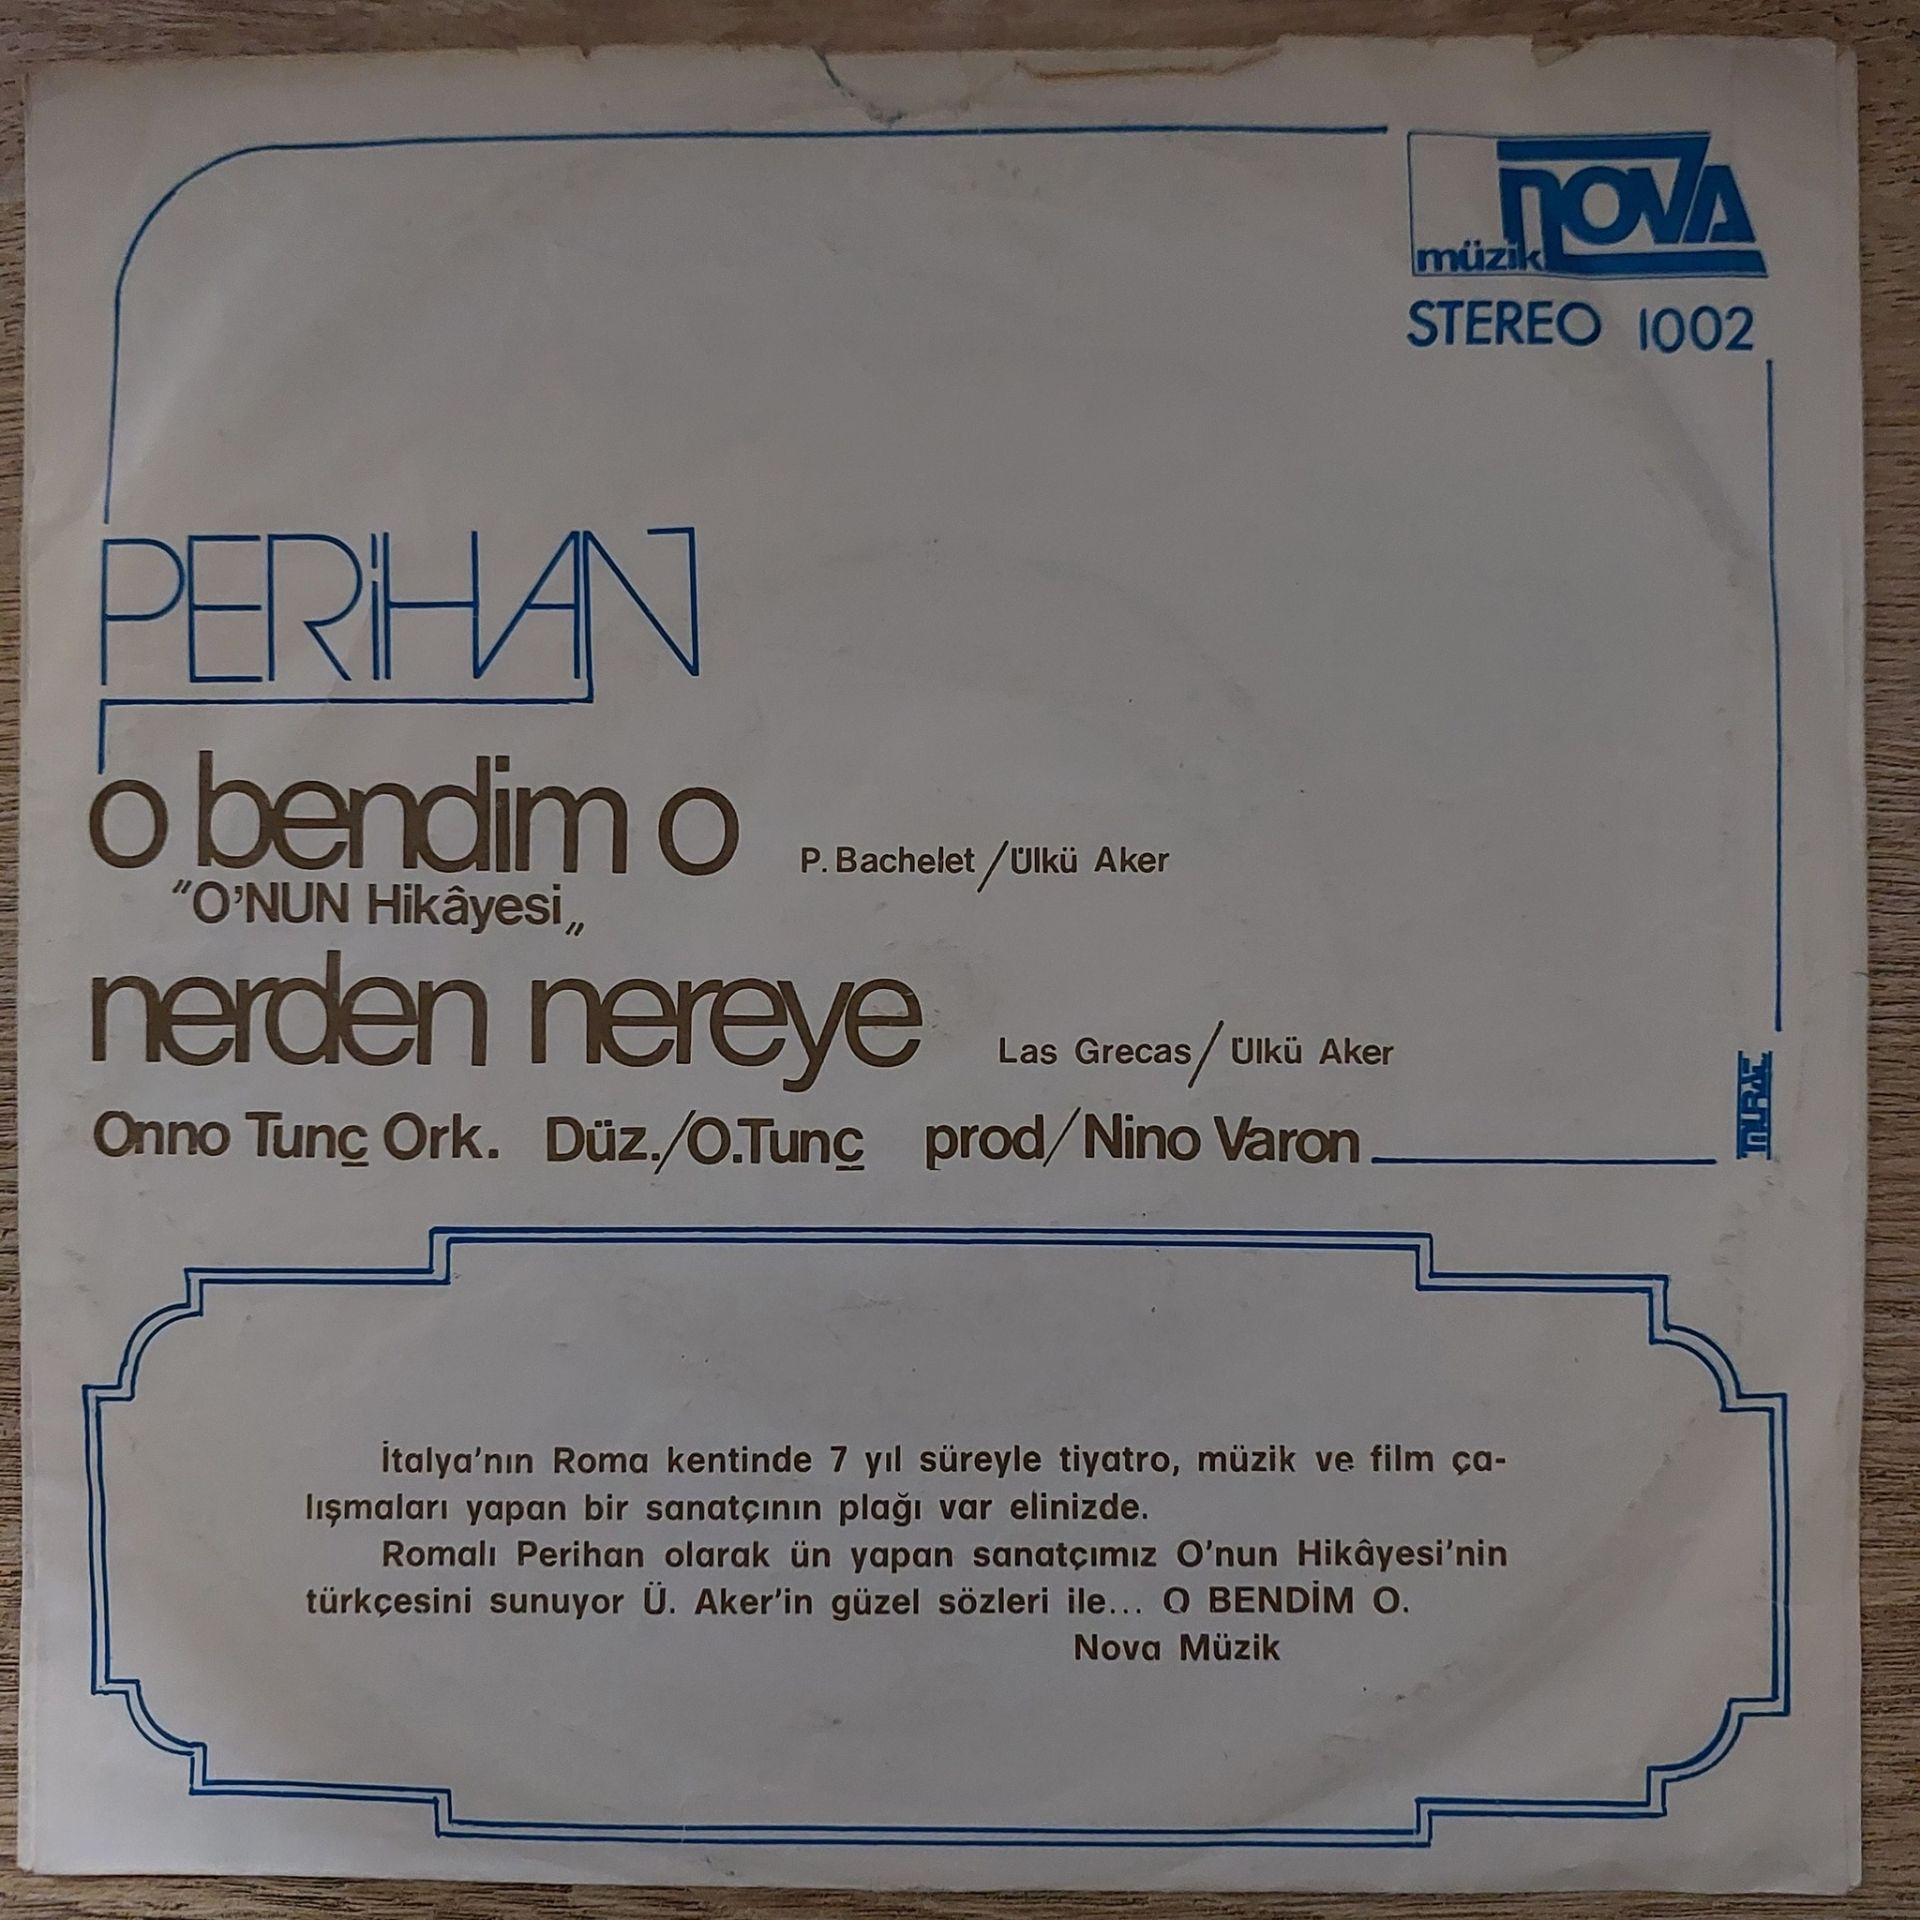 müzik NOVA
STEREO 1002
PERİHAN
o bendim o P. Bachelet / Ülkü Aker
"O'NUN Hikâyesi„
nerden nereye Las Grecas / Ülkü Aker
Onno Tunç Ork. Düz./O.Tunç prod/Nino Varon
İtalya'nın Roma kentinde 7 yıl süreyle tiyatro, müzik ve film ça-
lışmaları yapan bir sanatçının plağı var elinizde.
Romalı Perihan olarak ün yapan sanatçımız O'nun Hikâyesi'nin
türkçesini sunuyor Ü. Aker'in güzel sözleri ile... O BENDİM O.
Nova Müzik